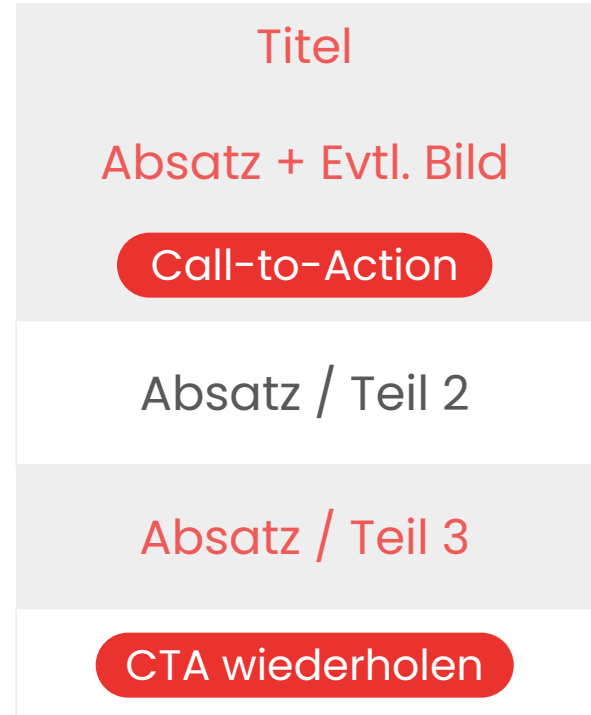 Titel
Absatz + Evtl. Bild
Call-to-Action
Absatz / Teil 2
Absatz / Teil 3
CTA wiederholen